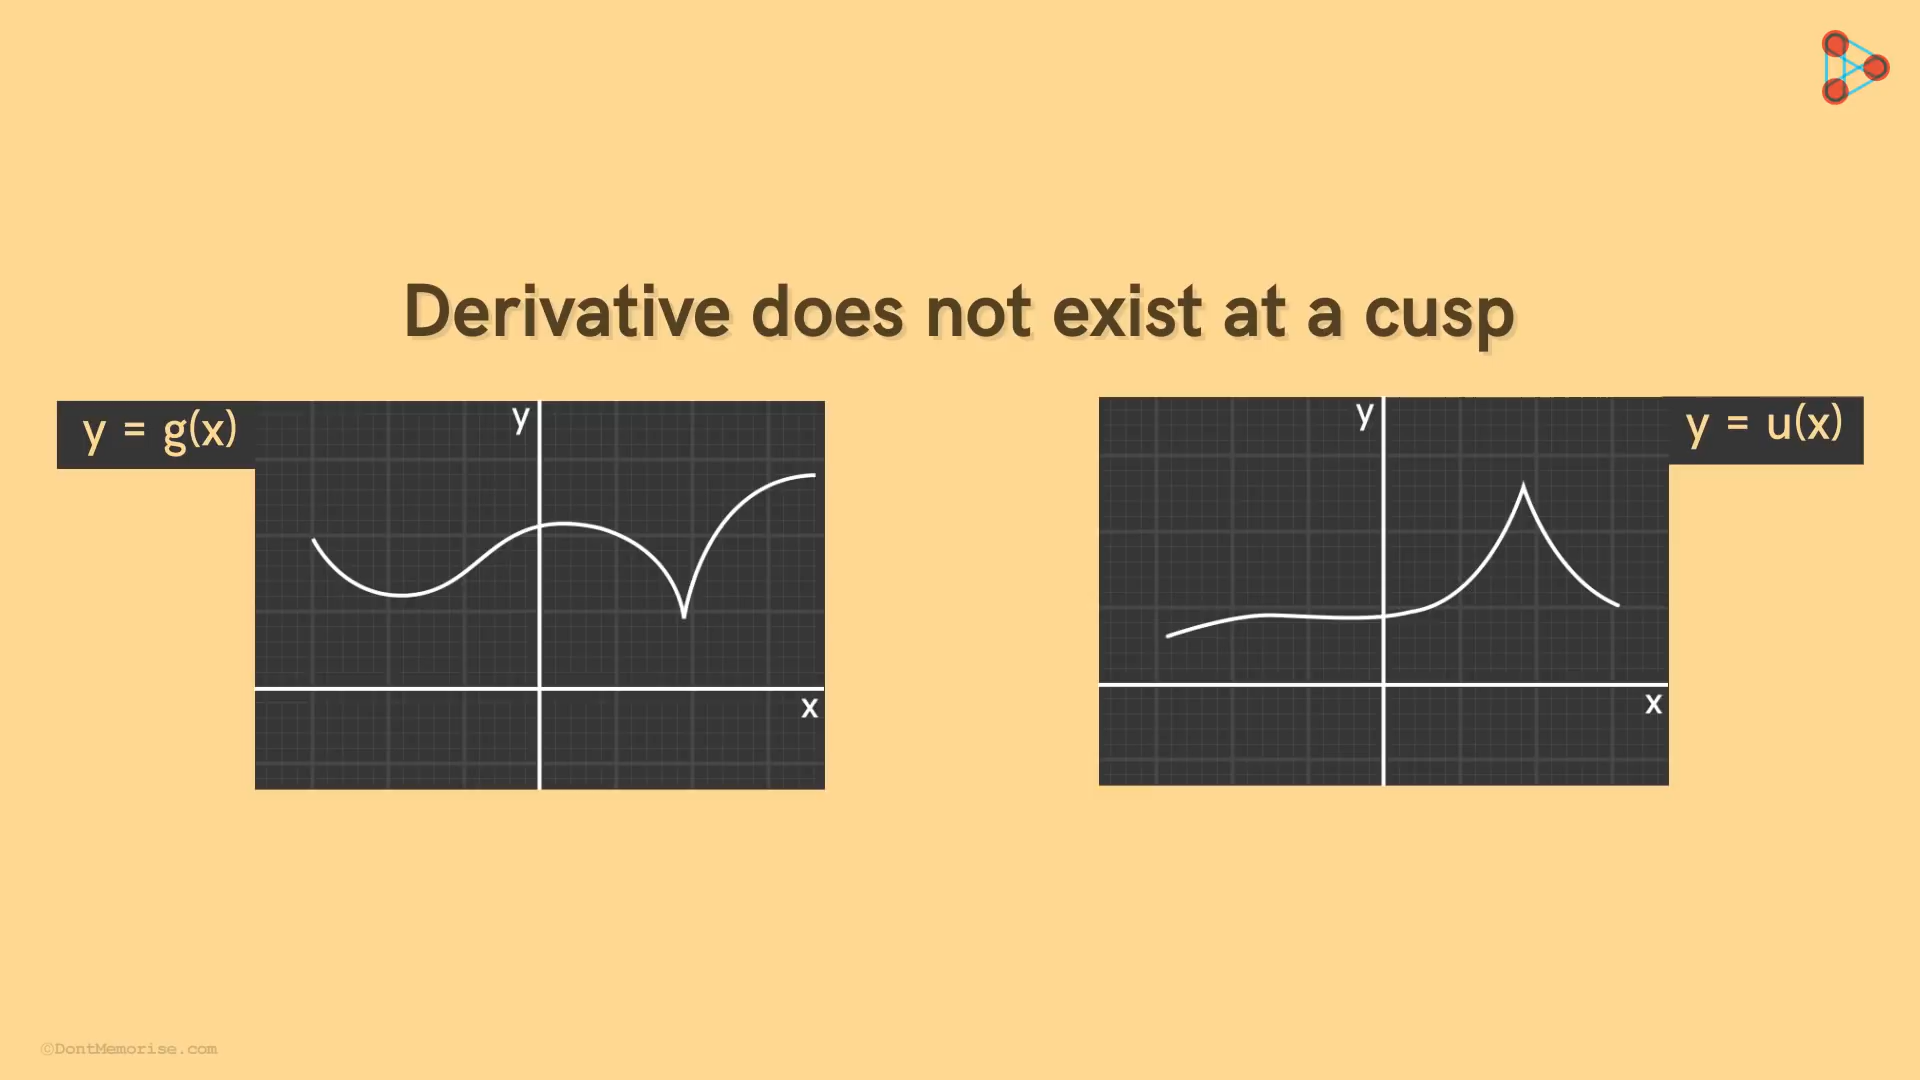 Derivative does not exist at a cusp
y = g(x)
y
x
y
y = u(x)
x
©DontMemorise.com